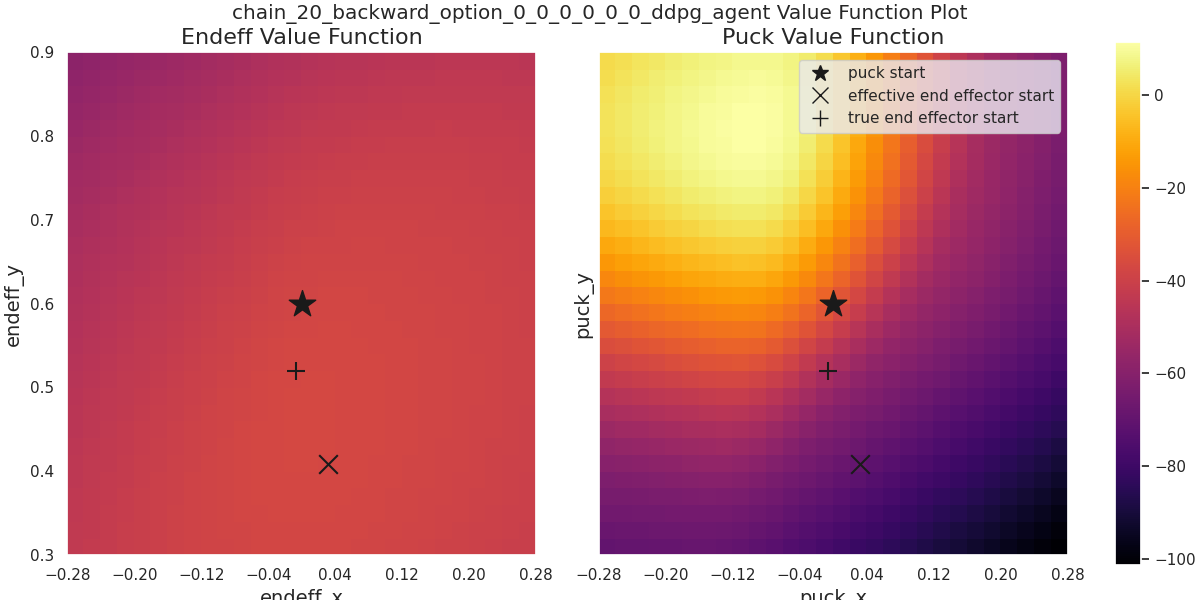 chain_20_backward_option_0_0_0_0_0_0_ddpg_agent Value Function Plot
Endeff Value Function
Puck Value Function
puck start
effective end effector start
true end effector start
0.9
0.8
0.7
0.6
0.5
0.4
0.3
endeff_y
−0.28 −0.20 −0.12 −0.04 0.04 0.12 0.20 0.28
endeff_x
puck_y
−0.28 −0.20 −0.12 −0.04 0.04 0.12 0.20 0.28
puck_x
0
−20
−40
−60
−80
−100